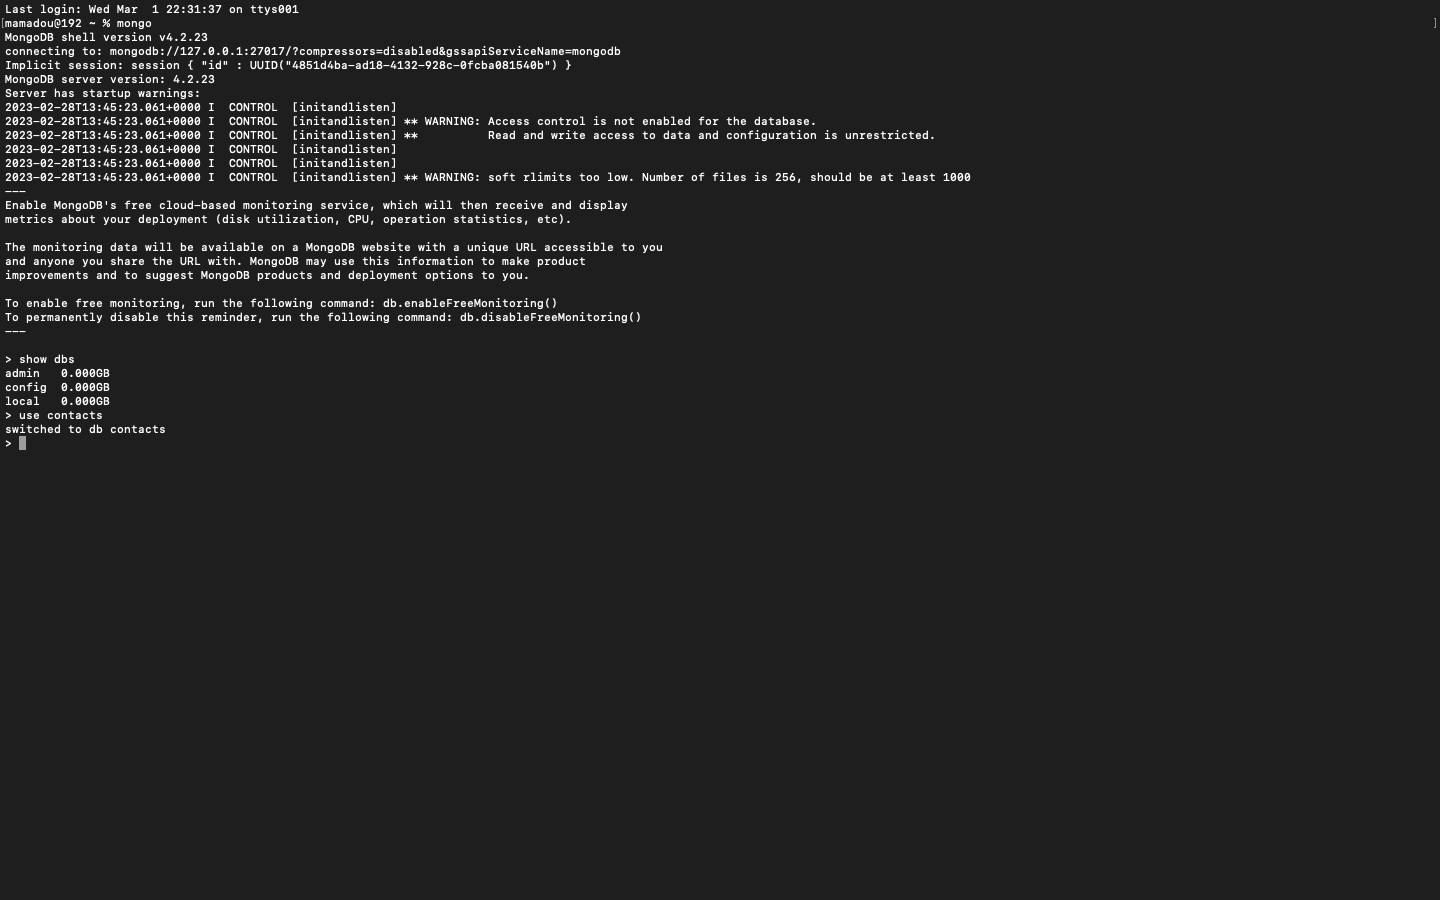 Last login: Wed Mar  1 22:31:37 on ttys001
[mamadou@192 ~ % mongo ]
MongoDB shell version v4.2.23
connecting to: mongodb://127.0.0.1:27017/?compressors=disabled&gssapiServiceName=mongodb
Implicit session: session { "id" : UUID("4851d4ba-ad18-4132-928c-0fcba081540b") }
MongoDB server version: 4.2.23
Server has startup warnings:
2023-02-28T13:45:23.061+0000 I  CONTROL  [initandlisten]
2023-02-28T13:45:23.061+0000 I  CONTROL  [initandlisten] ** WARNING: Access control is not enabled for the database.
2023-02-28T13:45:23.061+0000 I  CONTROL  [initandlisten] **          Read and write access to data and configuration is unrestricted.
2023-02-28T13:45:23.061+0000 I  CONTROL  [initandlisten]
2023-02-28T13:45:23.061+0000 I  CONTROL  [initandlisten]
2023-02-28T13:45:23.061+0000 I  CONTROL  [initandlisten] ** WARNING: soft rlimits too low. Number of files is 256, should be at least 1000
---
Enable MongoDB's free cloud-based monitoring service, which will then receive and display
metrics about your deployment (disk utilization, CPU, operation statistics, etc).

The monitoring data will be available on a MongoDB website with a unique URL accessible to you
and anyone you share the URL with. MongoDB may use this information to make product
improvements and to suggest MongoDB products and deployment options to you.

To enable free monitoring, run the following command: db.enableFreeMonitoring()
To permanently disable this reminder, run the following command: db.disableFreeMonitoring()
---

> show dbs
admin   0.000GB
config  0.000GB
local   0.000GB
> use contacts
switched to db contacts
>